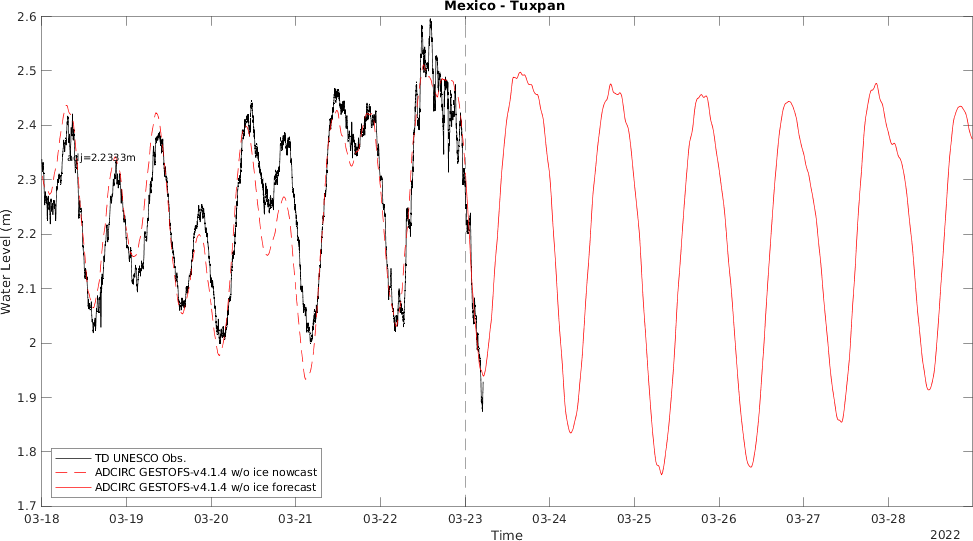 Mexico - Tuxpan
2.6
2.5
2.4
2.3
2.2
2.1
2
1.9
1.8
1.7
Water Level (m)
adj=2.2333m
TD UNESCO Obs.
ADCIRC GESTOFS-v4.1.4 w/o ice nowcast
ADCIRC GESTOFS-v4.1.4 w/o ice forecast
03-18 03-19 03-20 03-21 03-22 03-23 03-24 03-25 03-26 03-27 03-28
Time
2022